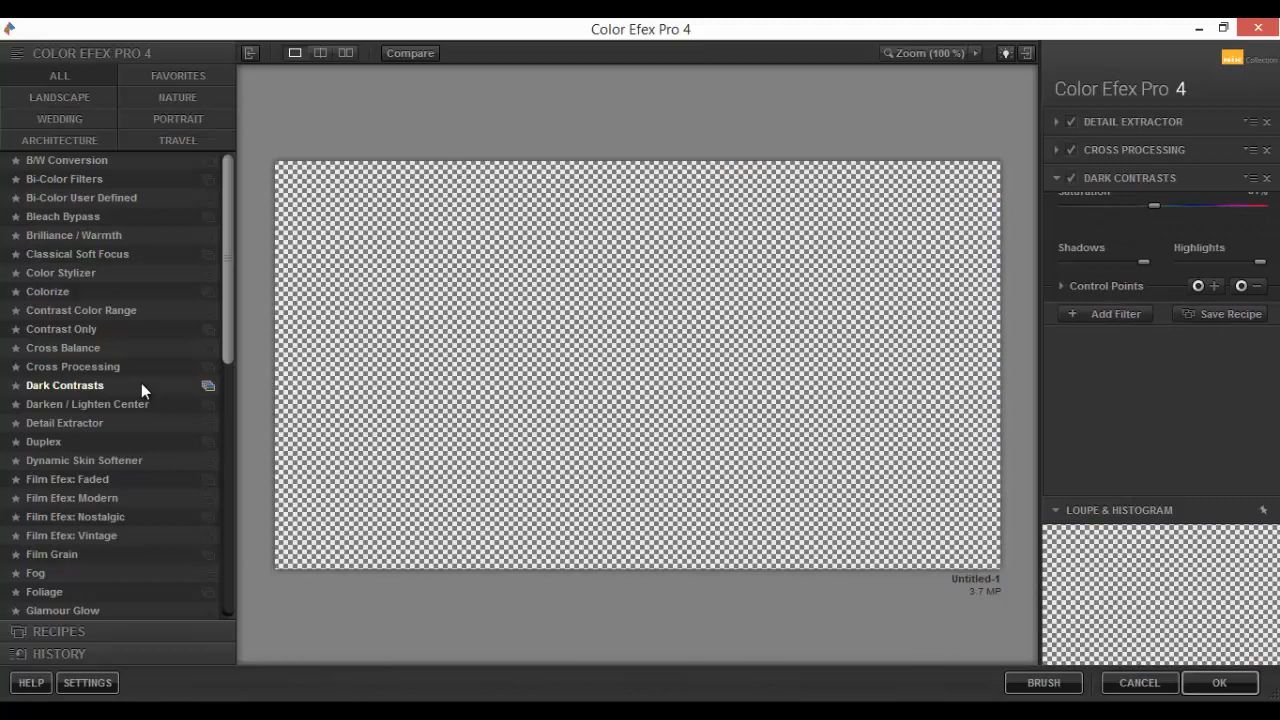 Color Efex Pro 4
COLOR EFEX PRO 4
ALL FAVORITES
LANDSCAPE NATURE
WEDDING PORTRAIT
ARCHITECTURE TRAVEL
B/W Conversion
Bi-Color Filters
Bi-Color User Defined
Bleach Bypass
Brilliance / Warmth
Classical Soft Focus
Color Stylizer
Colorize
Contrast Color Range
Contrast Only
Cross Balance
Cross Processing
Dark Contrasts
Darken / Lighten Center
Detail Extractor
Duplex
Dynamic Skin Softener
Film Efex: Faded
Film Efex: Modern
Film Efex: Nostalgic
Film Efex: Vintage
Film Grain
Fog
Foliage
Glamour Glow
RECIPES
HISTORY
HELP SETTINGS
Compare
Zoom (100 %)
Untitled-1
3.7 MP
Collection
Color Efex Pro 4
DETAIL EXTRACTOR
CROSS PROCESSING
DARK CONTRASTS
Saturation
Shadows Highlights
Control Points
Add Filter Save Recipe
LOUPE & HISTOGRAM
BRUSH CANCEL OK